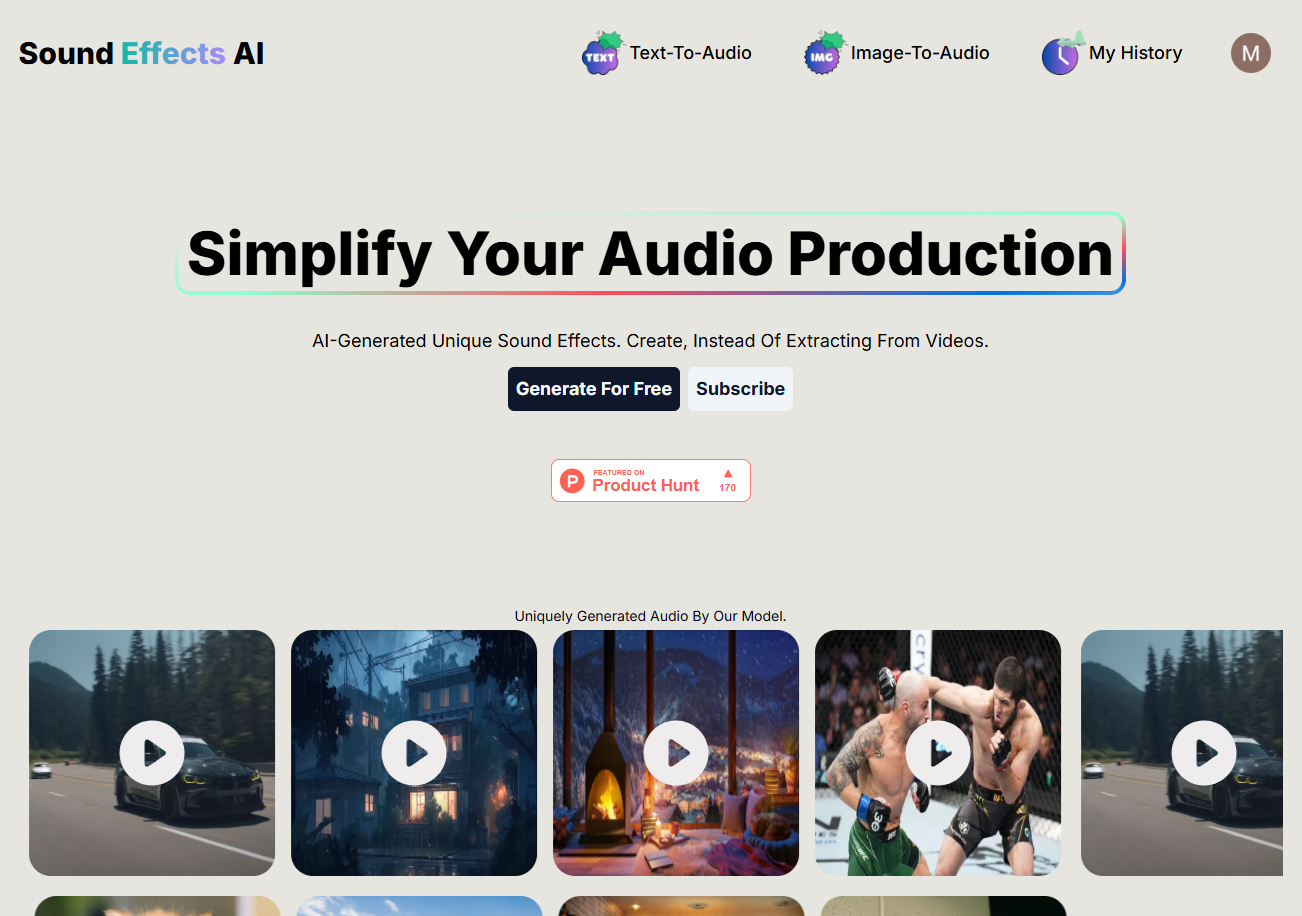 Sound Effects AI
TEXT Text-To-Audio
IMG Image-To-Audio
My History
M
Simplify Your Audio Production
AI-Generated Unique Sound Effects. Create, Instead Of Extracting From Videos.
Generate For Free
Subscribe
P
FEATURED ON
Product Hunt
170
Uniquely Generated Audio By Our Model.